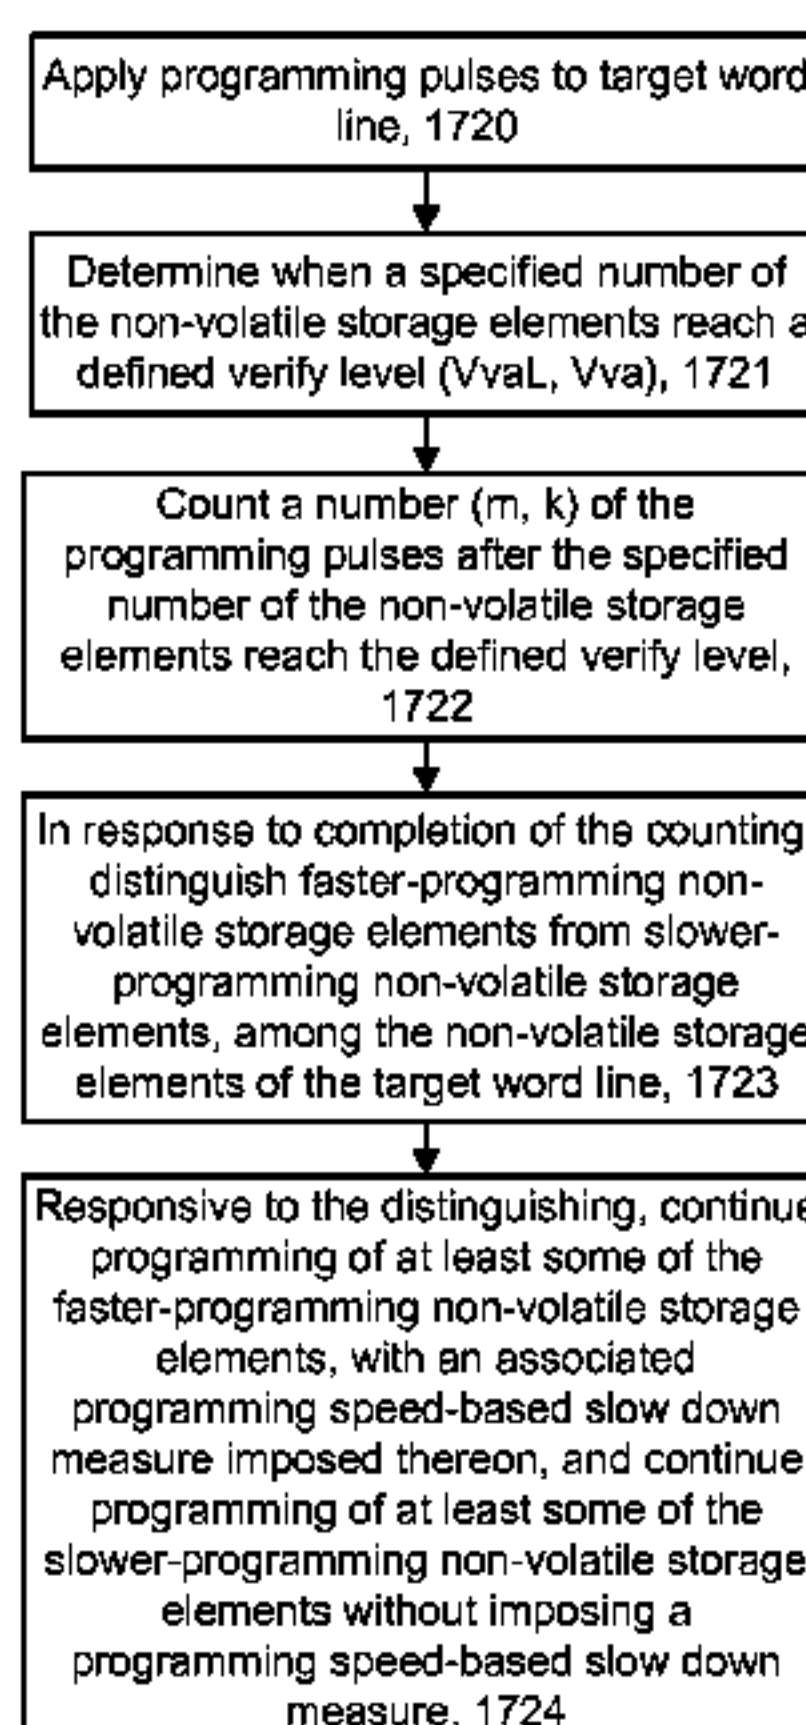 Apply programming pulses to target word
line, 1720
Determine when a specified number of
the non-volatile storage elements reach a
defined verify level (VvaL, Vva), 1721
Count a number (m, k) of the
programming pulses after the specified
number of the non-volatile storage
elements reach the defined verify level,
1722
In response to completion of the counting
distinguish faster-programming non-
volatile storage elements from slower-
programming non-volatile storage
elements, among the non-volatile storage
elements of the target word line, 1723
Responsive to the distinguishing, continue
programming of at least some of the
faster-programming non-volatile storage
elements, with an associated
programming speed-based slow down
measure imposed thereon, and continue
programming of at least some of the
slower-programming non-volatile storage
elements without imposing a
programming speed-based slow down
measure, 1724